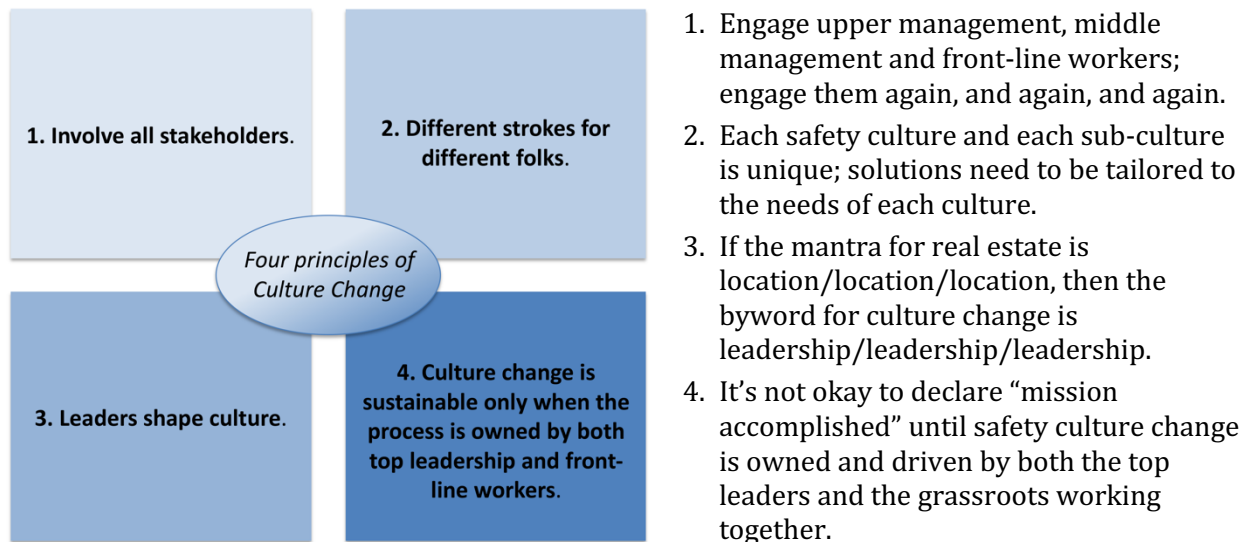 1. Involve all stakeholders.
2. Different strokes for
different folks.
Four principles of
Culture Change
3. Leaders shape culture.
4. Culture change is
sustainable only when the
process is owned by both
top leadership and front-
line workers.
1. Engage upper management, middle
management and front-line workers;
engage them again, and again, and again.
2. Each safety culture and each sub-culture
is unique; solutions need to be tailored to
the needs of each culture.
3. If the mantra for real estate is
location/location/location, then the
byword for culture change is
leadership/leadership/leadership.
4. It’s not okay to declare “mission
accomplished” until safety culture change
is owned and driven by both the top
leaders and the grassroots working
together.